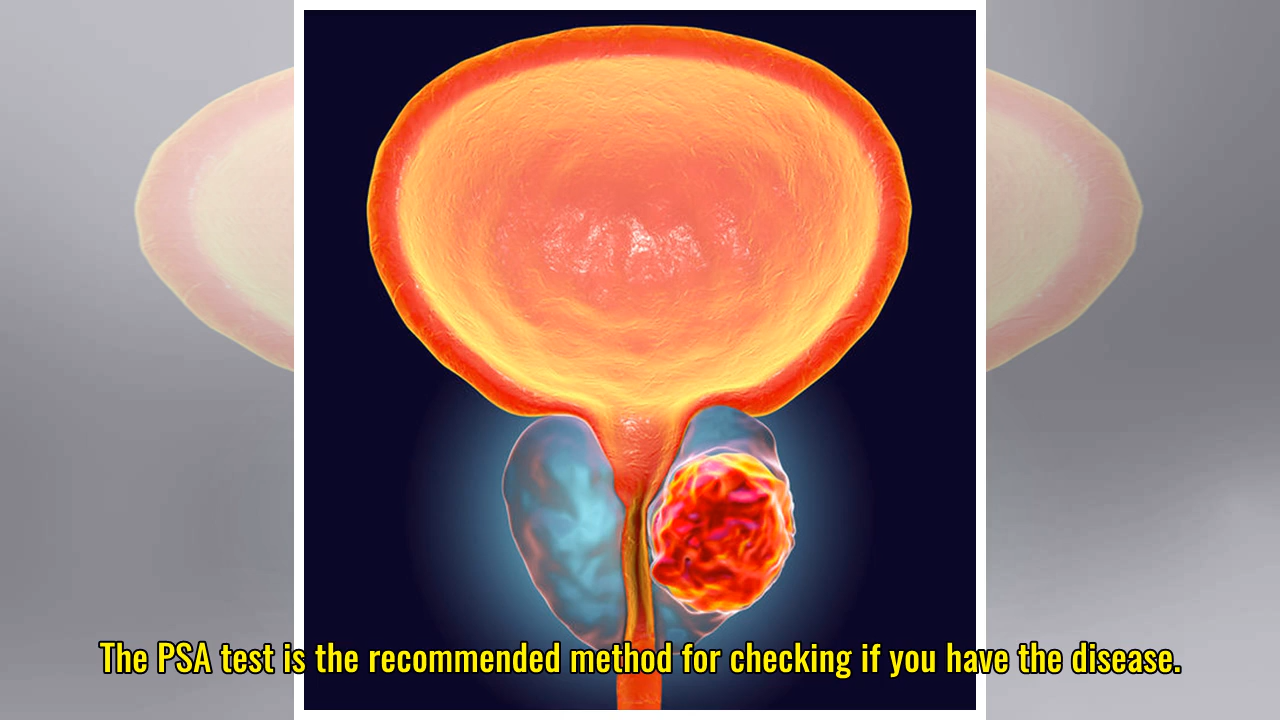 The PSA test is the recommended method for checking if you have the disease.